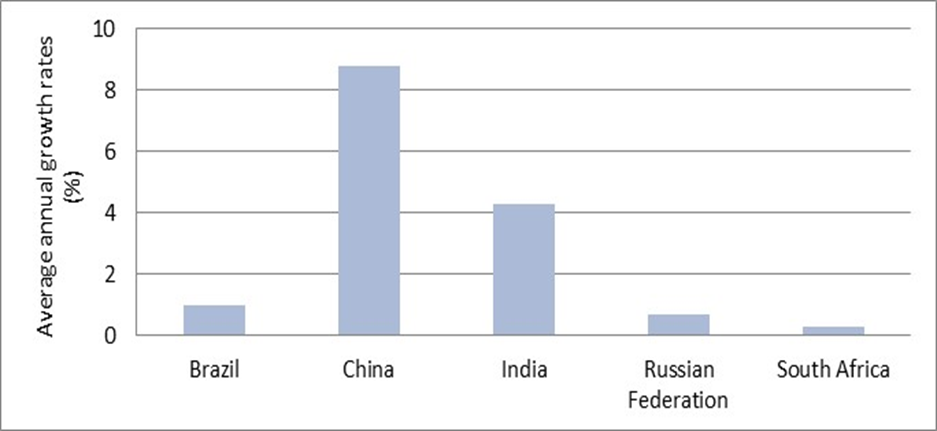 Average annual growth rates
(%)
10
8
6
4
2
0
Brazil
China
India
Russian
Federation
South Africa